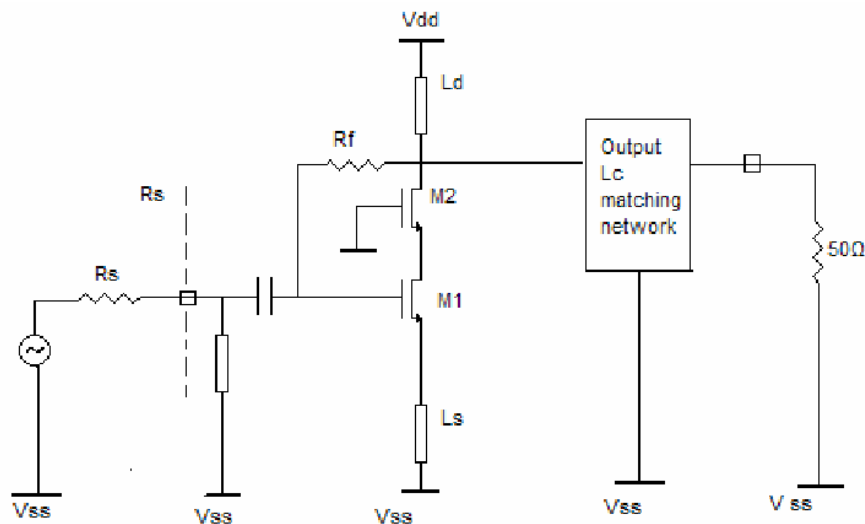 Vdd
Ld
Rf
Output
Lc
matching
network
Rs
M2
Rs
50Ω
M1
Ls
Vss
Vss
Vss
Vss
V ss